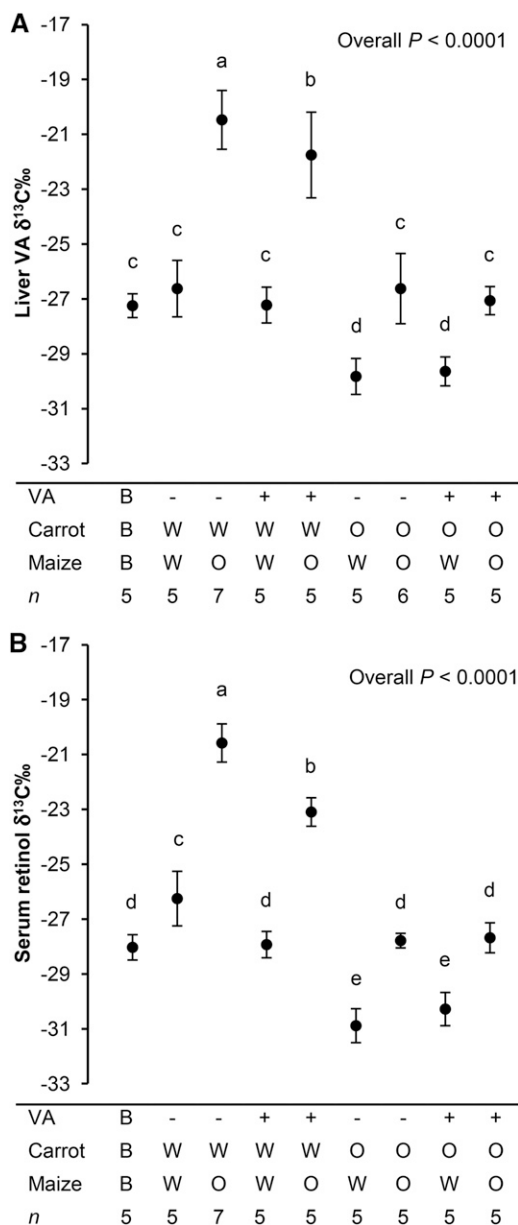 A
Overall P < 0.0001
Liver VA δ¹³C‰
-17
-19
-21
-23
-25
-27
-29
-31
-33
c
c
a
c
b
d
c
d
c
VA B - - + + - - + +
Carrot B W W W W O O O O
Maize B W O W O W O W O
n 5 5 7 5 5 5 6 5 5
B
Overall P < 0.0001
Serum retinol δ¹³C‰
-17
-19
-21
-23
-25
-27
-29
-31
-33
d
c
a
d
b
e
d
e
d
VA B - - + + - - + +
Carrot B W W W W O O O O
Maize B W O W O W O W O
n 5 5 7 5 5 5 5 5 5